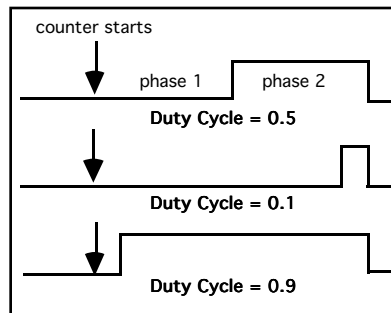 counter starts
phase 1 phase 2
Duty Cycle = 0.5
Duty Cycle = 0.1
Duty Cycle = 0.9